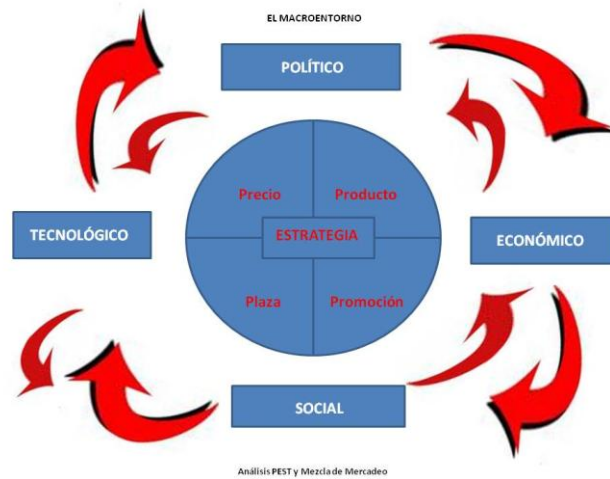 EL MACROENTORNO
POLÍTICO
Precio
Producto
TECNOLÓGICO
ESTRATEGIA
ECONÓMICO
Plaza
Promoción
SOCIAL
Análisis PEST y Mezcla de Mercadeo